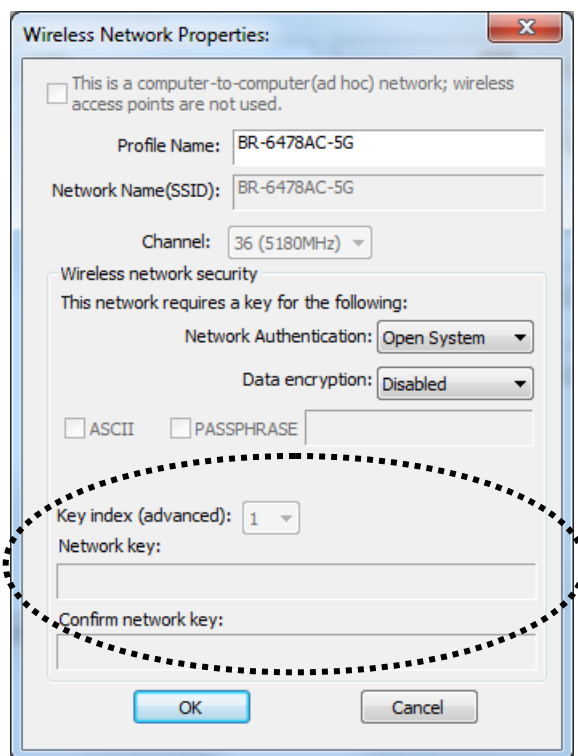 Wireless Network Properties:
x
This is a computer-to-computer(ad hoc) network; wireless
access points are not used.
Profile Name: BR-6478AC-5G
Network Name(SSID): BR-6478AC-5G
Channel: 36 (5180MHz)
Wireless network security
This network requires a key for the following:
Network Authentication: Open System
Data encryption: Disabled
ASCII PASSPHRASE
Key index (advanced): 1
Network key:
Confirm network key:
OK Cancel